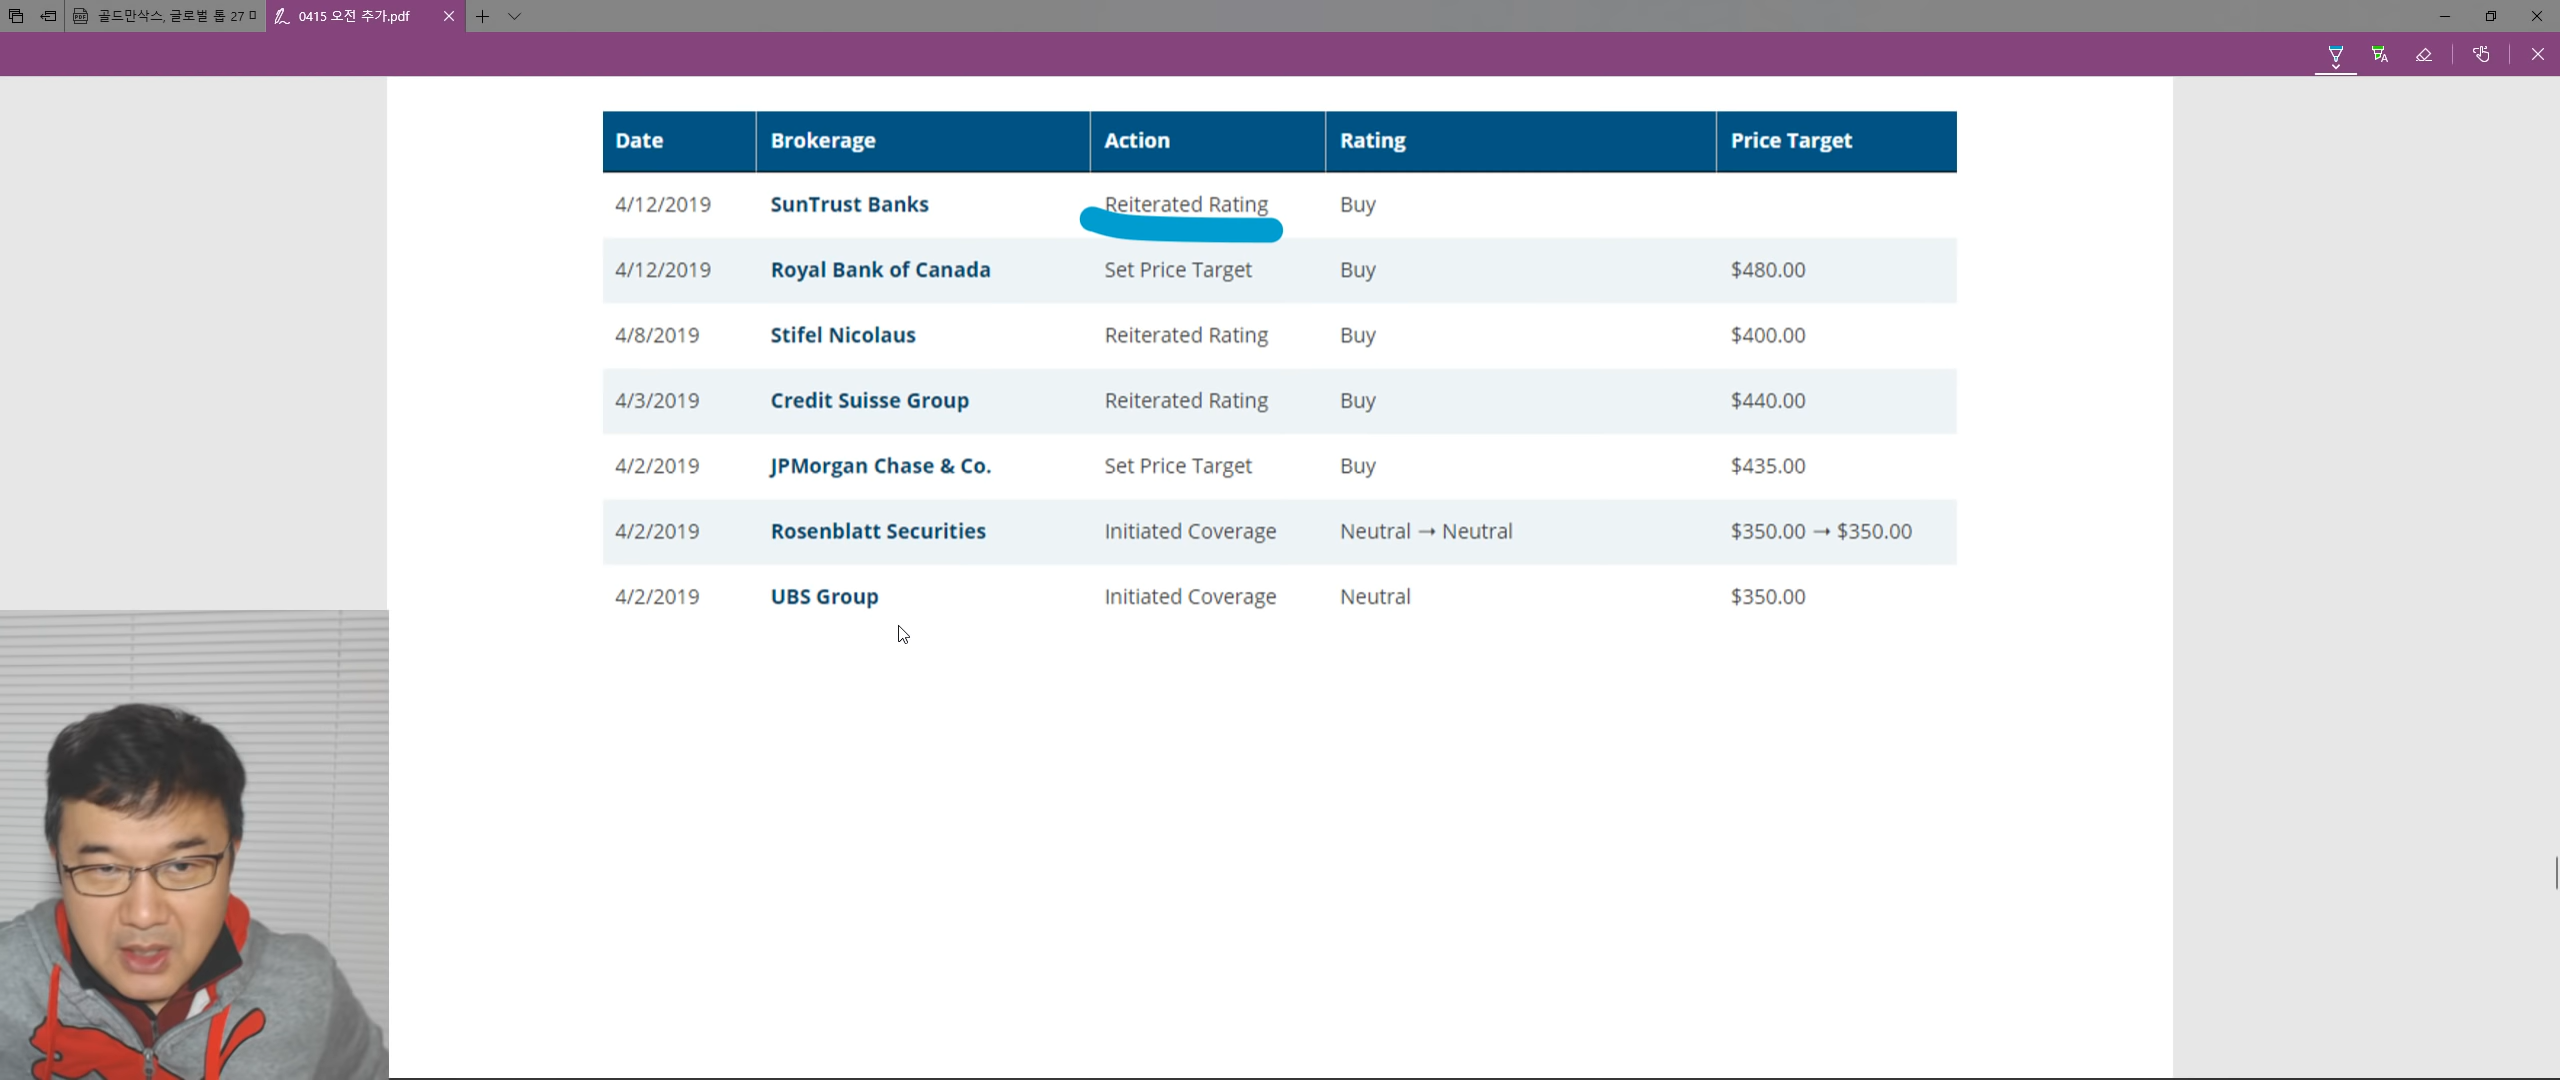 골드만삭스, 글로벌 톱 27
0415 오전 추가.pdf
Date Brokerage Action Rating Price Target
4/12/2019 SunTrust Banks Reiterated Rating Buy
4/12/2019 Royal Bank of Canada Set Price Target Buy $480.00
4/8/2019 Stifel Nicolaus Reiterated Rating Buy $400.00
4/3/2019 Credit Suisse Group Reiterated Rating Buy $440.00
4/2/2019 JPMorgan Chase & Co. Set Price Target Buy $435.00
4/2/2019 Rosenblatt Securities Initiated Coverage Neutral → Neutral $350.00 → $350.00
4/2/2019 UBS Group Initiated Coverage Neutral $350.00